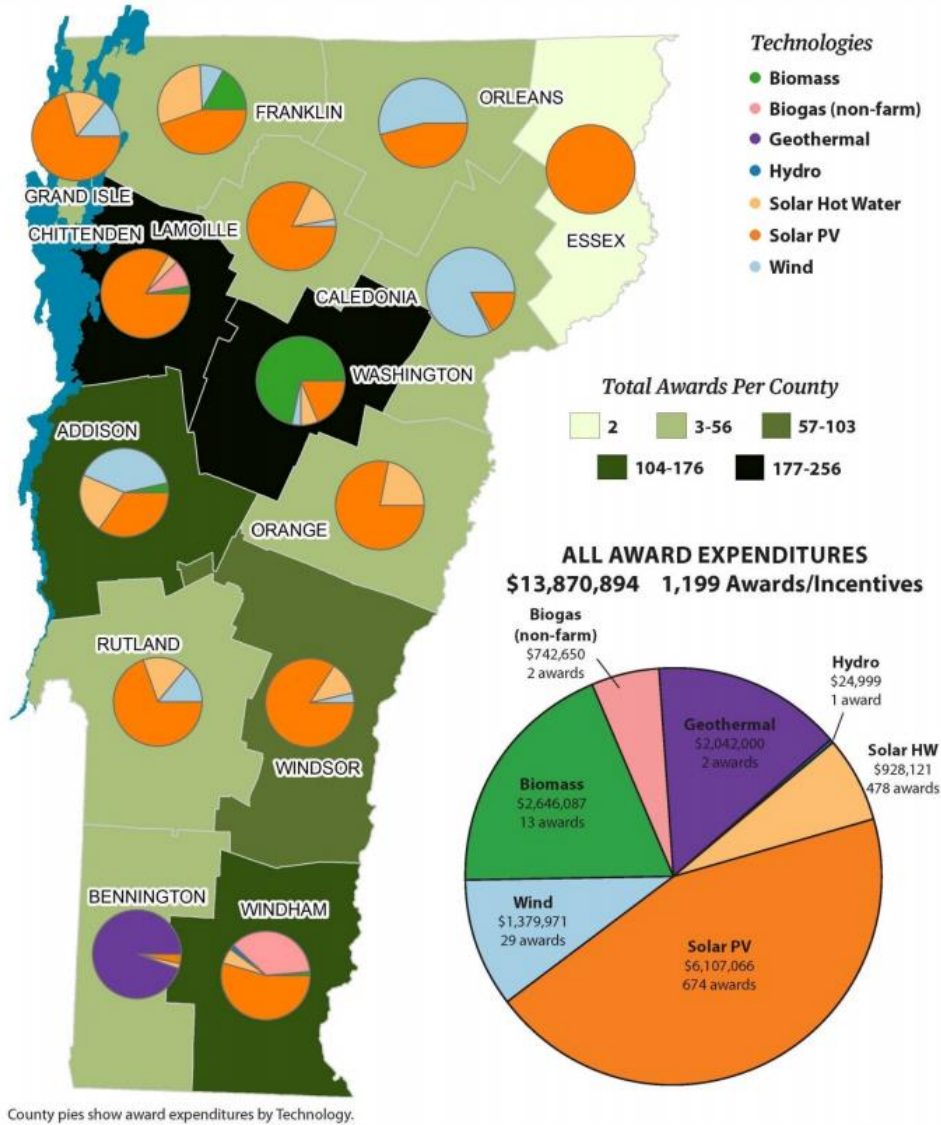 Technologies
Biomass
Biogas (non-farm)
Geothermal
Hydro
Solar Hot Water
Solar PV
Wind
ORLEANS
FRANKLIN
GRAND ISLE
ESSEX
CHITTENDEN
LAMOILLE
CALEDONIA
WASHINGTON
ADDISON
ORANGE
RUTLAND
WINDSOR
BENNINGTON
WINDHAM
Total Awards Per County
2
3-56
57-103
104-176
177-256
ALL AWARD EXPENDITURES
$13,870,894 1,199 Awards/Incentives
Biogas
(non-farm)
$742,650
2 awards
Geothermal
$2,042,000
2 awards
Hydro
$24,999
1 award
Solar HW
$928,121
478 awards
Biomass
$2,646,087
13 awards
Wind
$1,379,971
29 awards
Solar PV
$6,107,066
674 awards
County pies show award expenditures by Technology.